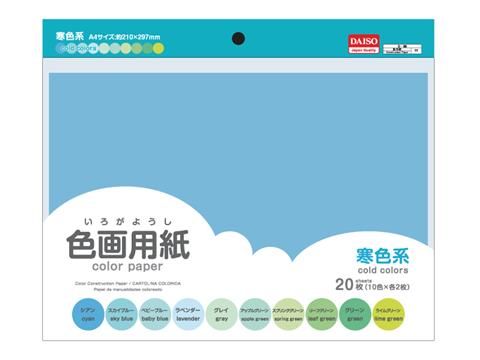 寒色系 A4サイズ:約210×297mm
cold colors
DAISO
Japan Quality
いろがようし
色画用紙
color paper
Color Construction Paper / CARTOLINA COLORIDA
Papel de manualidades coloreado
寒色系
cold colors
20枚(10色×各2枚)
sheets
シアン スカイブルー ベビーブルー ラベンダー グレイ アップルグリーン スプリンググリーン リーフグリーン グリーン ライムグリーン
cyan sky blue baby blue lavender gray apple green spring green leaf green green lime green